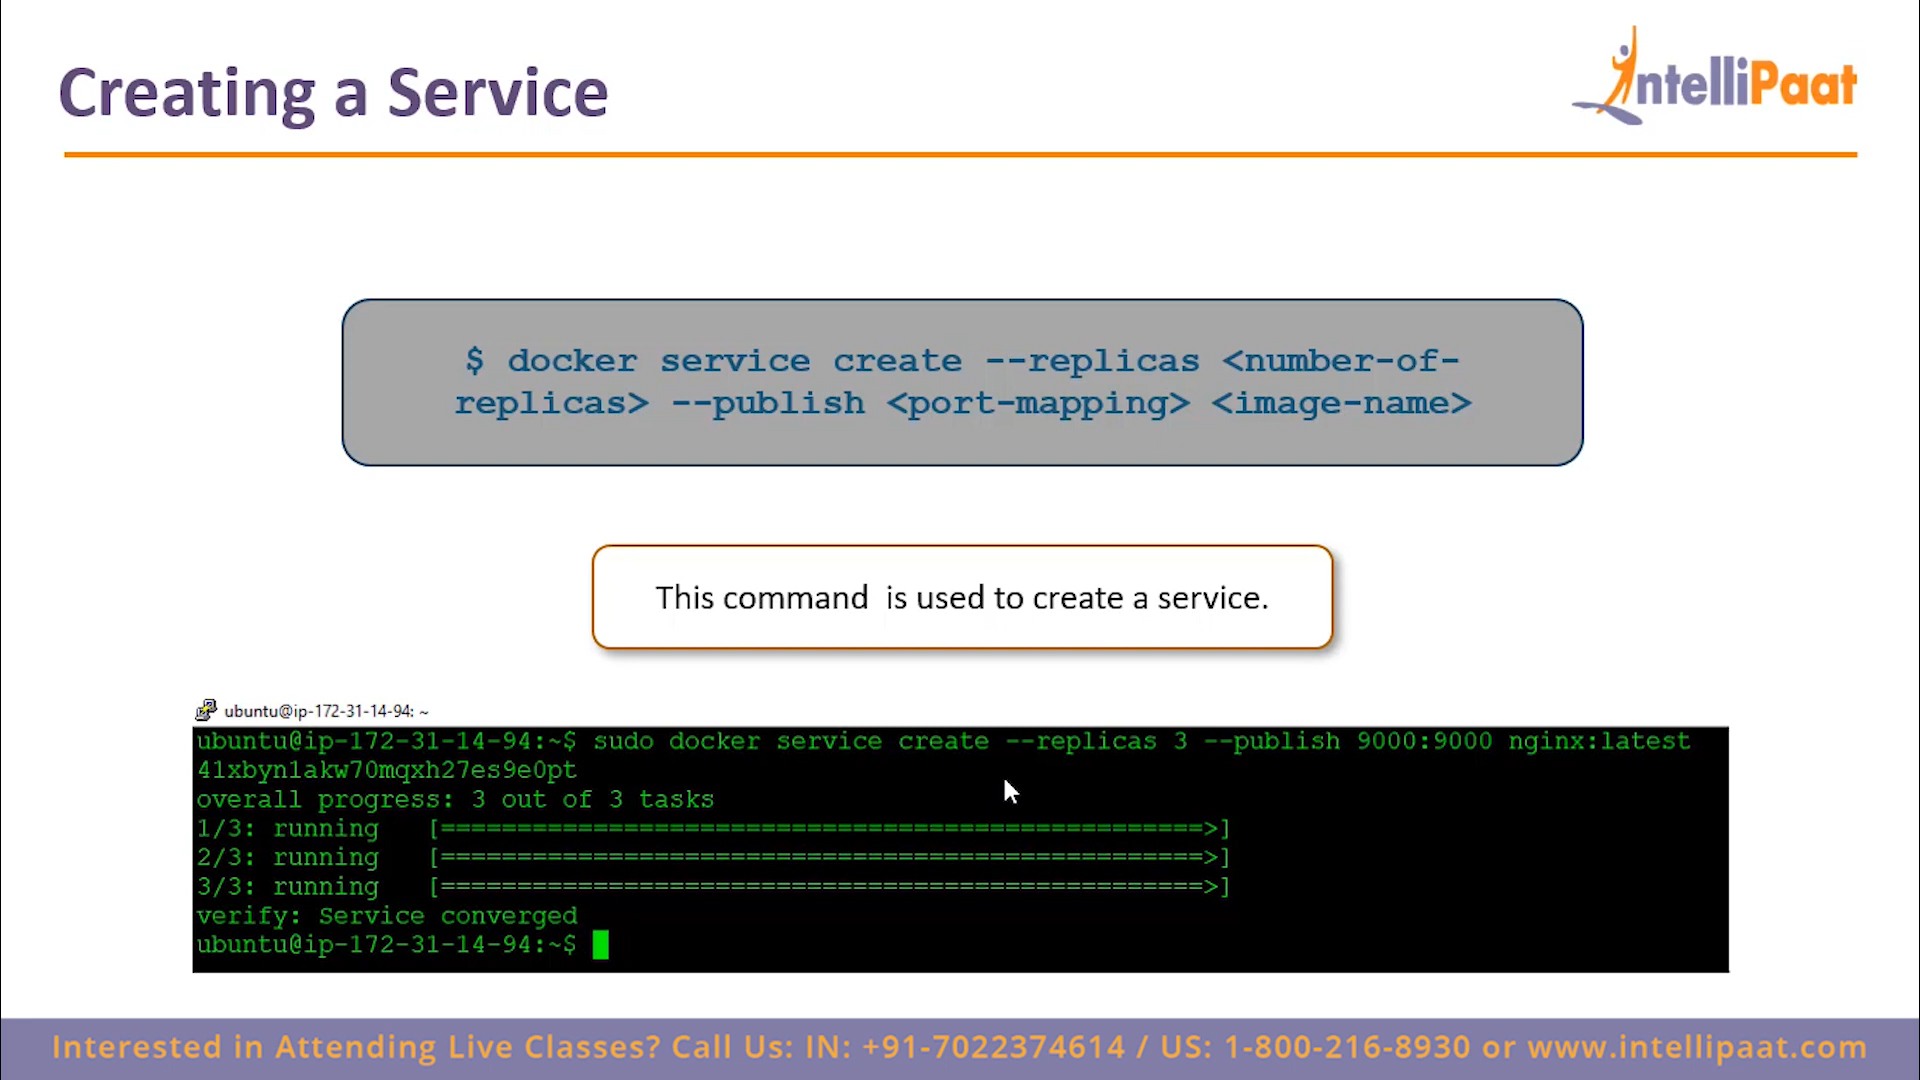 Creating a Service
IntelliPaat
$ docker service create --replicas <number-of-
replicas> --publish <port-mapping> <image-name>
This command  is used to create a service.
ubuntu@ip-172-31-14-94: ~
ubuntu@ip-172-31-14-94:~$ sudo docker service create --replicas 3 --publish 9000:9000 nginx:latest
41xbyn1akw70mqxh27es9e0pt
overall progress: 3 out of 3 tasks
1/3: running   [==================================================>]
2/3: running   [==================================================>]
3/3: running   [==================================================>]
verify: Service converged
ubuntu@ip-172-31-14-94:~$
Interested in Attending Live Classes? Call Us: IN: +91-7022374614 / US: 1-800-216-8930 or www.intellipaat.com